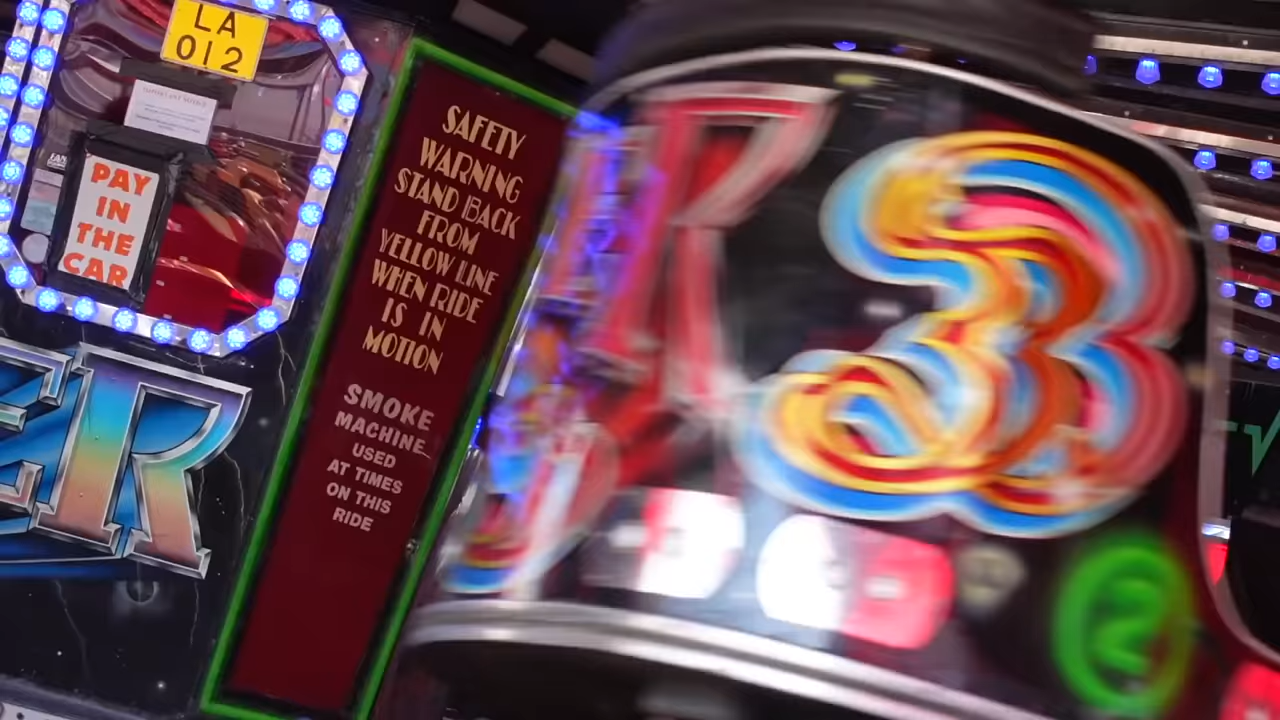 LA
012
PAY
IN
THE
CAR
ER
SAFETY
WARNING
STAND BACK
FROM
YELLOW LINE
WHEN RIDE
IS IN
MOTION
SMOKE
MACHINE
USED
AT TIMES
ON THIS
RIDE
R 3
2